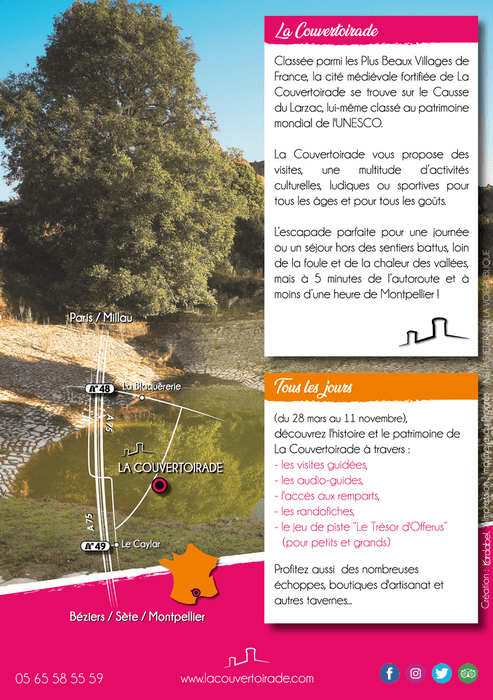 La Couvertoirade
Classée parmi les Plus Beaux Villages de
France, la cité médiévale fortifiée de La
Couvertoirade se trouve sur le Causse
du Larzac, lui-même classé au patrimoine
mondial de l'UNESCO.
La Couvertoirade vous propose des
visites, une multitude d'activités
culturelles, ludiques ou sportives pour
tous les âges et pour tous les goûts.
L'escapade parfaite pour une journée
ou un séjour hors des sentiers battus, loin
de la foule et de la chaleur des vallées,
mais à 5 minutes de l'autoroute et à
moins d'une heure de Montpellier !
Tous les jours
(du 28 mars au 11 novembre),
découvrez l'histoire et le patrimoine de
La Couvertoirade à travers :
- les visites guidées,
- les audio-guides,
- l'accès aux remparts,
- les randofiches,
- le jeu de piste "Le Trésor d'Offerus"
(pour petits et grands)
Profitez aussi des nombreuses
échoppes, boutiques d'artisanat et
autres tavernes...
Paris / Millau
N°48
La Blaquèrerie
A 75
LA COUVERTOIRADE
A 75
N°49
Le Caylar
Béziers / Sète / Montpellier
05 65 58 55 59
www.lacouvertoirade.com
Création :
Impression :
LA VOIE PUBLIQUE